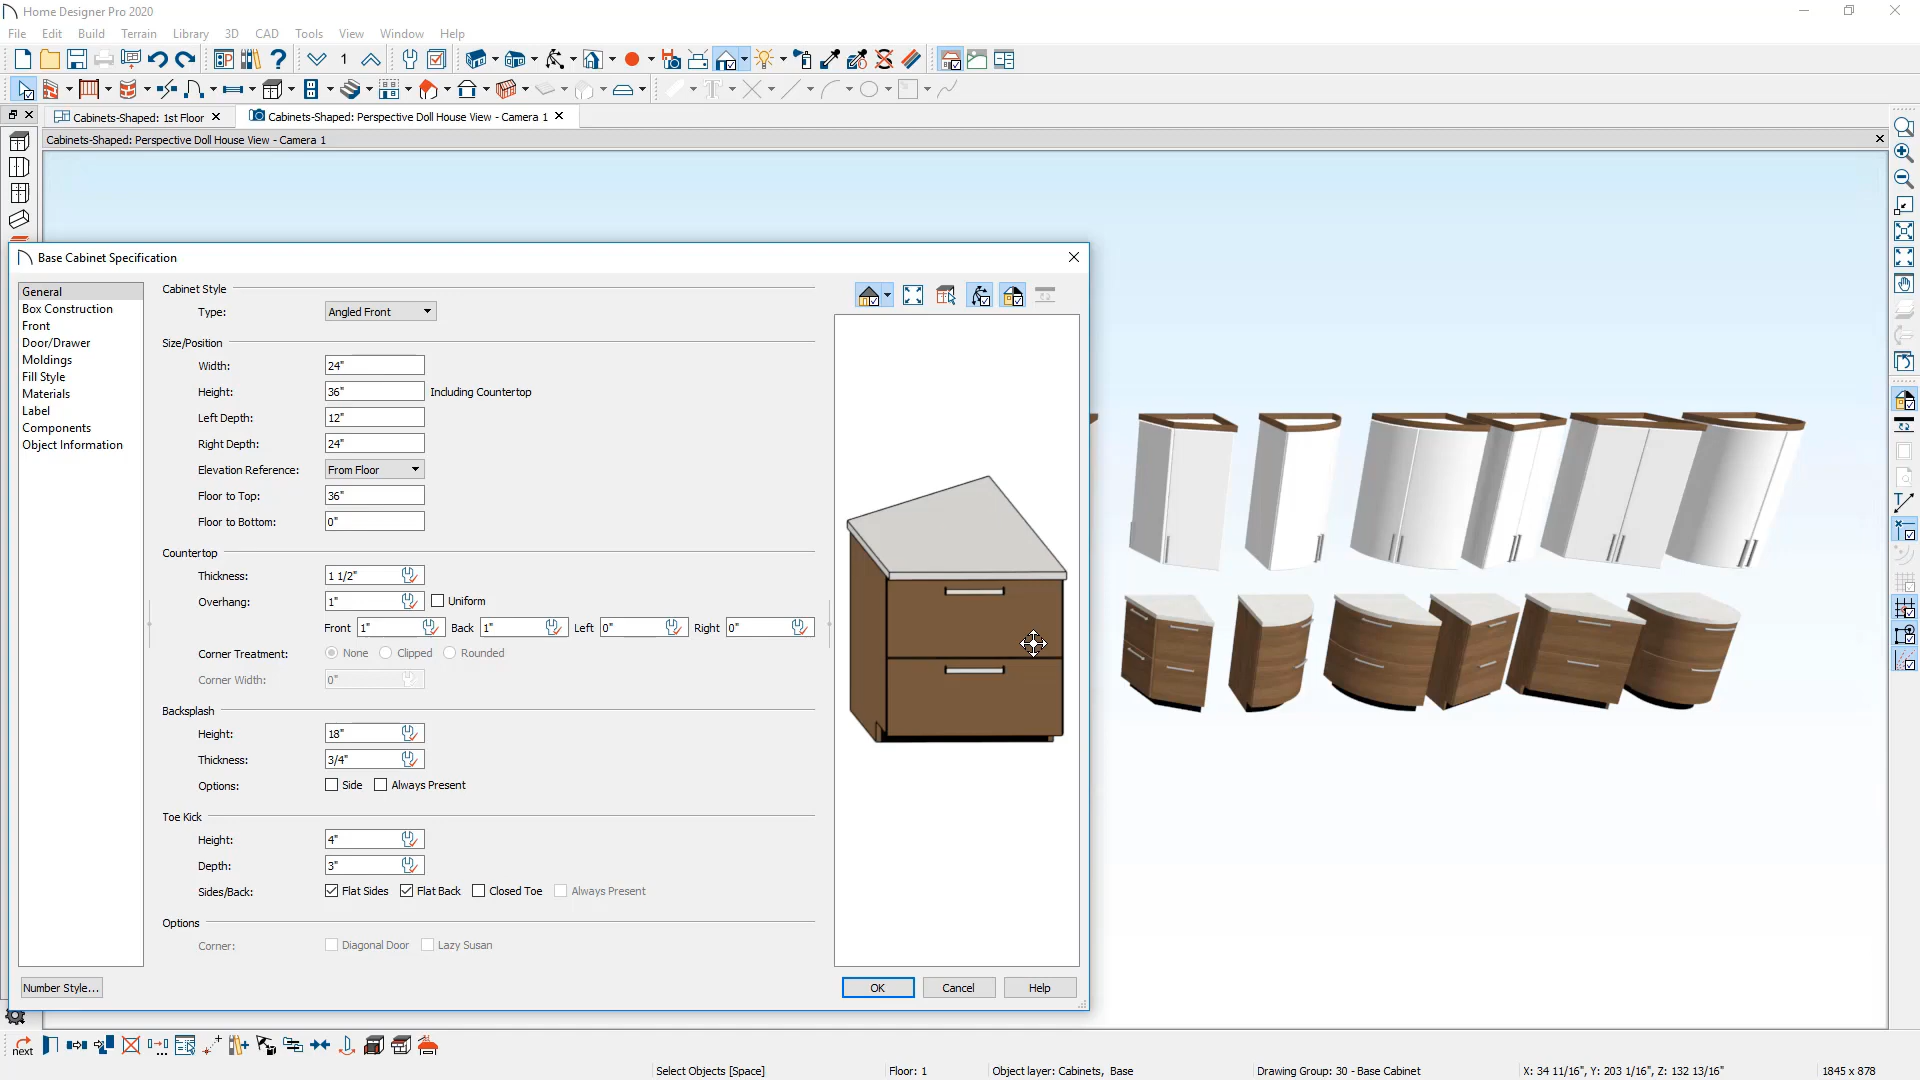 Home Designer Pro 2020
File Edit Build Terrain Library 3D CAD Tools View Window Help
1
Cabinets-Shaped: 1st Floor
Cabinets-Shaped: Perspective Doll House View - Camera 1
Cabinets-Shaped: Perspective Doll House View - Camera 1
Base Cabinet Specification
General
Box Construction
Front
Door/Drawer
Moldings
Fill Style
Materials
Label
Components
Object Information
Cabinet Style
Type: Angled Front
Size/Position
Width: 24"
Height: 36" Including Countertop
Left Depth: 12"
Right Depth: 24"
Elevation Reference: From Floor
Floor to Top: 36"
Floor to Bottom: 0"
Countertop
Thickness: 1 1/2"
Overhang: 1" Uniform
Front 1" Back 1" Left 0" Right 0"
Corner Treatment: None Clipped Rounded
Corner Width: 0"
Backsplash
Height: 18"
Thickness: 3/4"
Options: Side Always Present
Toe Kick
Height: 4"
Depth: 3"
Sides/Back: Flat Sides Flat Back Closed Toe Always Present
Options
Corner: Diagonal Door Lazy Susan
Number Style...
OK Cancel Help
next
Select Objects [Space] Floor: 1 Object layer: Cabinets, Base Drawing Group: 30 - Base Cabinet X: 34 11/16", Y: 203 1/16", Z: 132 13/16" 1845 x 878